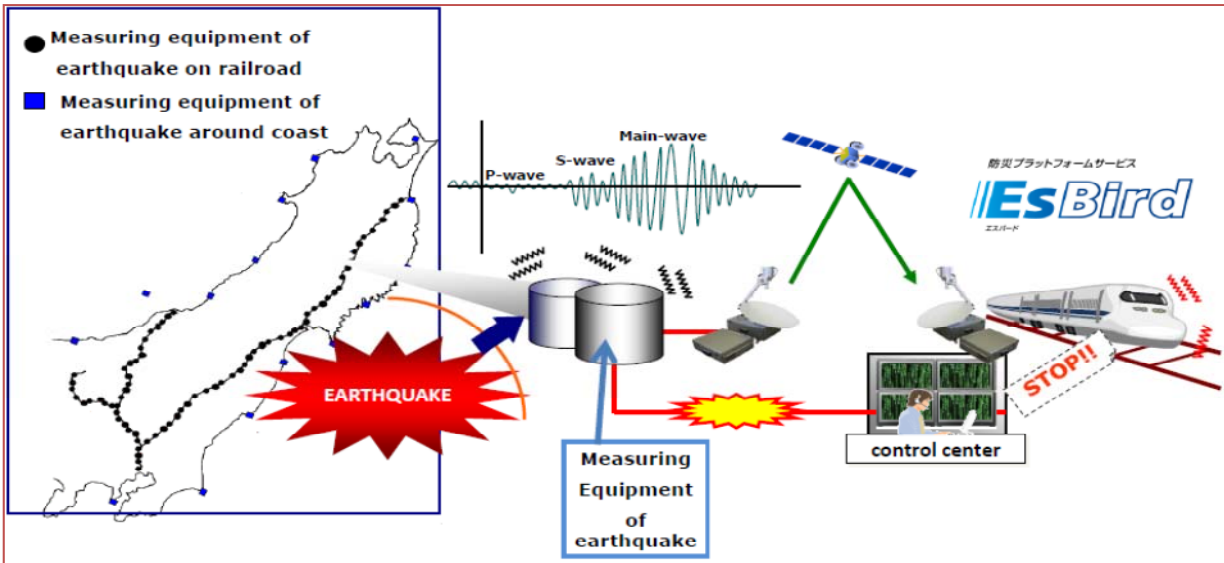 Measuring equipment of
earthquake on railroad
Measuring equipment of
earthquake around coast
EARTHQUAKE
P-wave
S-wave
Main-wave
防災プラットフォームサービス
EsBird
エスバード
STOP!!
control center
Measuring
Equipment
of
earthquake